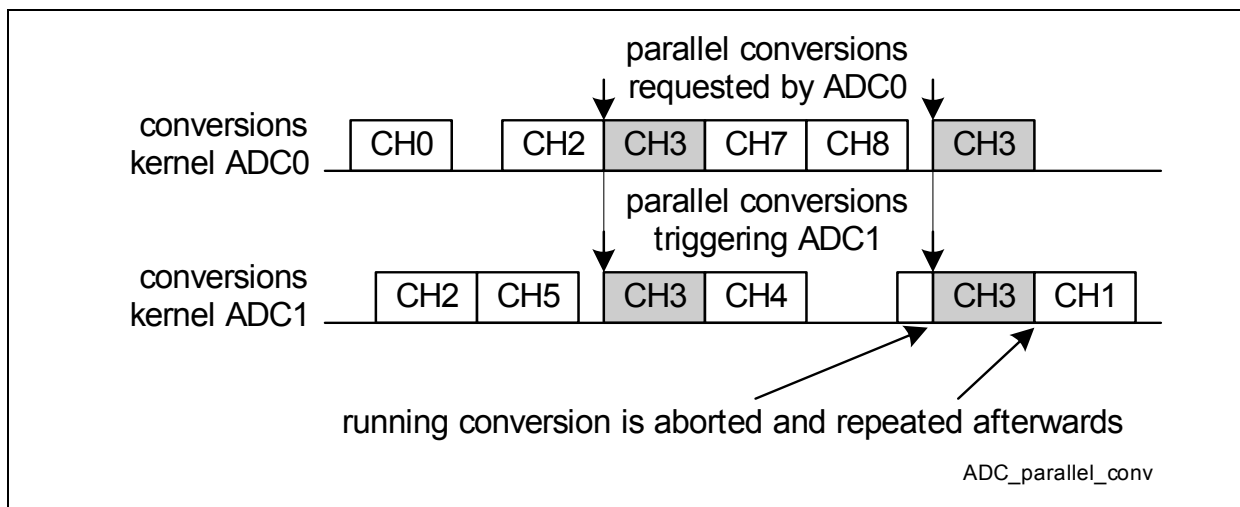 parallel conversions
requested by ADC0
conversions
kernel ADC0
CH0 CH2 CH3 CH7 CH8 CH3
parallel conversions
triggering ADC1
conversions
kernel ADC1
CH2 CH5 CH3 CH4 CH3 CH1
running conversion is aborted and repeated afterwards
ADC_parallel_conv